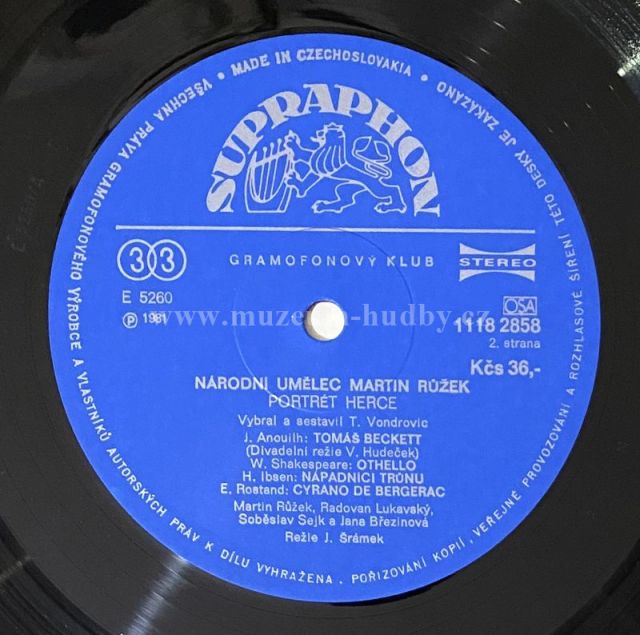 MADE IN CZECHOSLOVAKIA • VŠECHNA PRÁVA GRAMOFONOVÉHO VÝROBCE A VLASTNÍKŮ AUTORSKÝCH PRÁV K DÍLU VYHRAŽENA. POŘIZOVÁNÍ KOPIÍ, VEŘEJNÉ PROVOZOVÁNÍ A ROZHLASOVÉ ŠÍŘENÍ TÉTO DESKY JE ZAKÁZÁNO •
SUPRAPHON
33 GRAMOFONOVÝ KLUB STEREO
E 5260 OSA
Ⓟ 1981 1118 2858
www.muzeum-hudby.cz
2. strana
Kčs 36,-
NÁRODNÍ UMĚLEC MARTIN RŮŽEK
PORTRÉT HERCE
Vybral a sestavil T. Vondrovic
J. Anouilh: TOMÁŠ BECKETT
(Divadelní režie V. Hudeček)
W. Shakespeare: OTHELLO
H. Ibsen: NÁPADNÍCI TRŮNU
E. Rostand: CYRANO DE BERGERAC
Martin Růžek, Radovan Lukavský,
Soběslav Sejk a Jana Březinová
Režie J. Šrámek